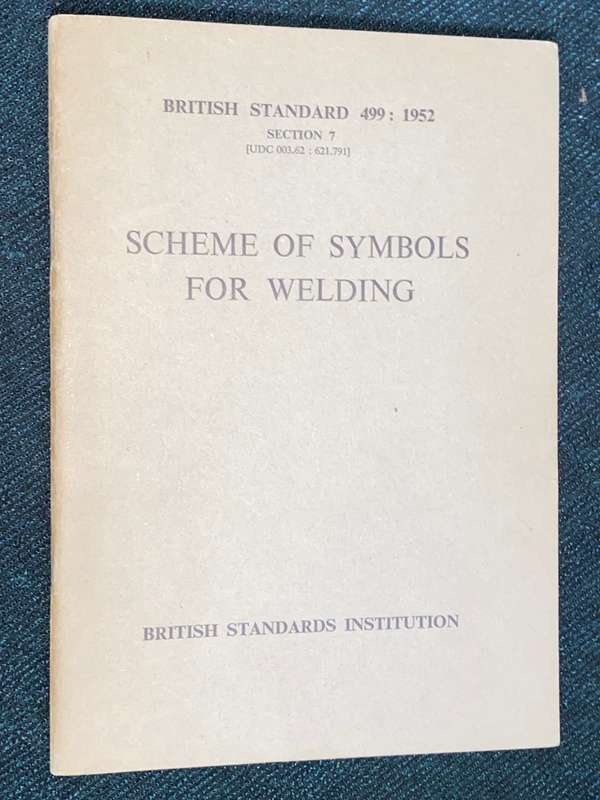 BRITISH STANDARD 499 : 1952
SECTION 7
[UDC 003.62 : 621.791]
SCHEME OF SYMBOLS
FOR WELDING
BRITISH STANDARDS INSTITUTION